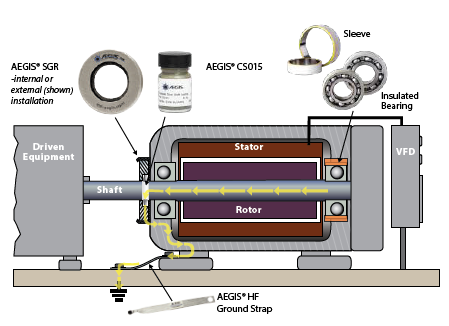 Sleeve
AEGIS® SGR
-internal or
external (shown)
installation
AEGIS® CS015
AEGIS
Insulated
Bearing
Driven
Equipment
Stator
VFD
Shaft
Rotor
AEGIS® HF
Ground Strap